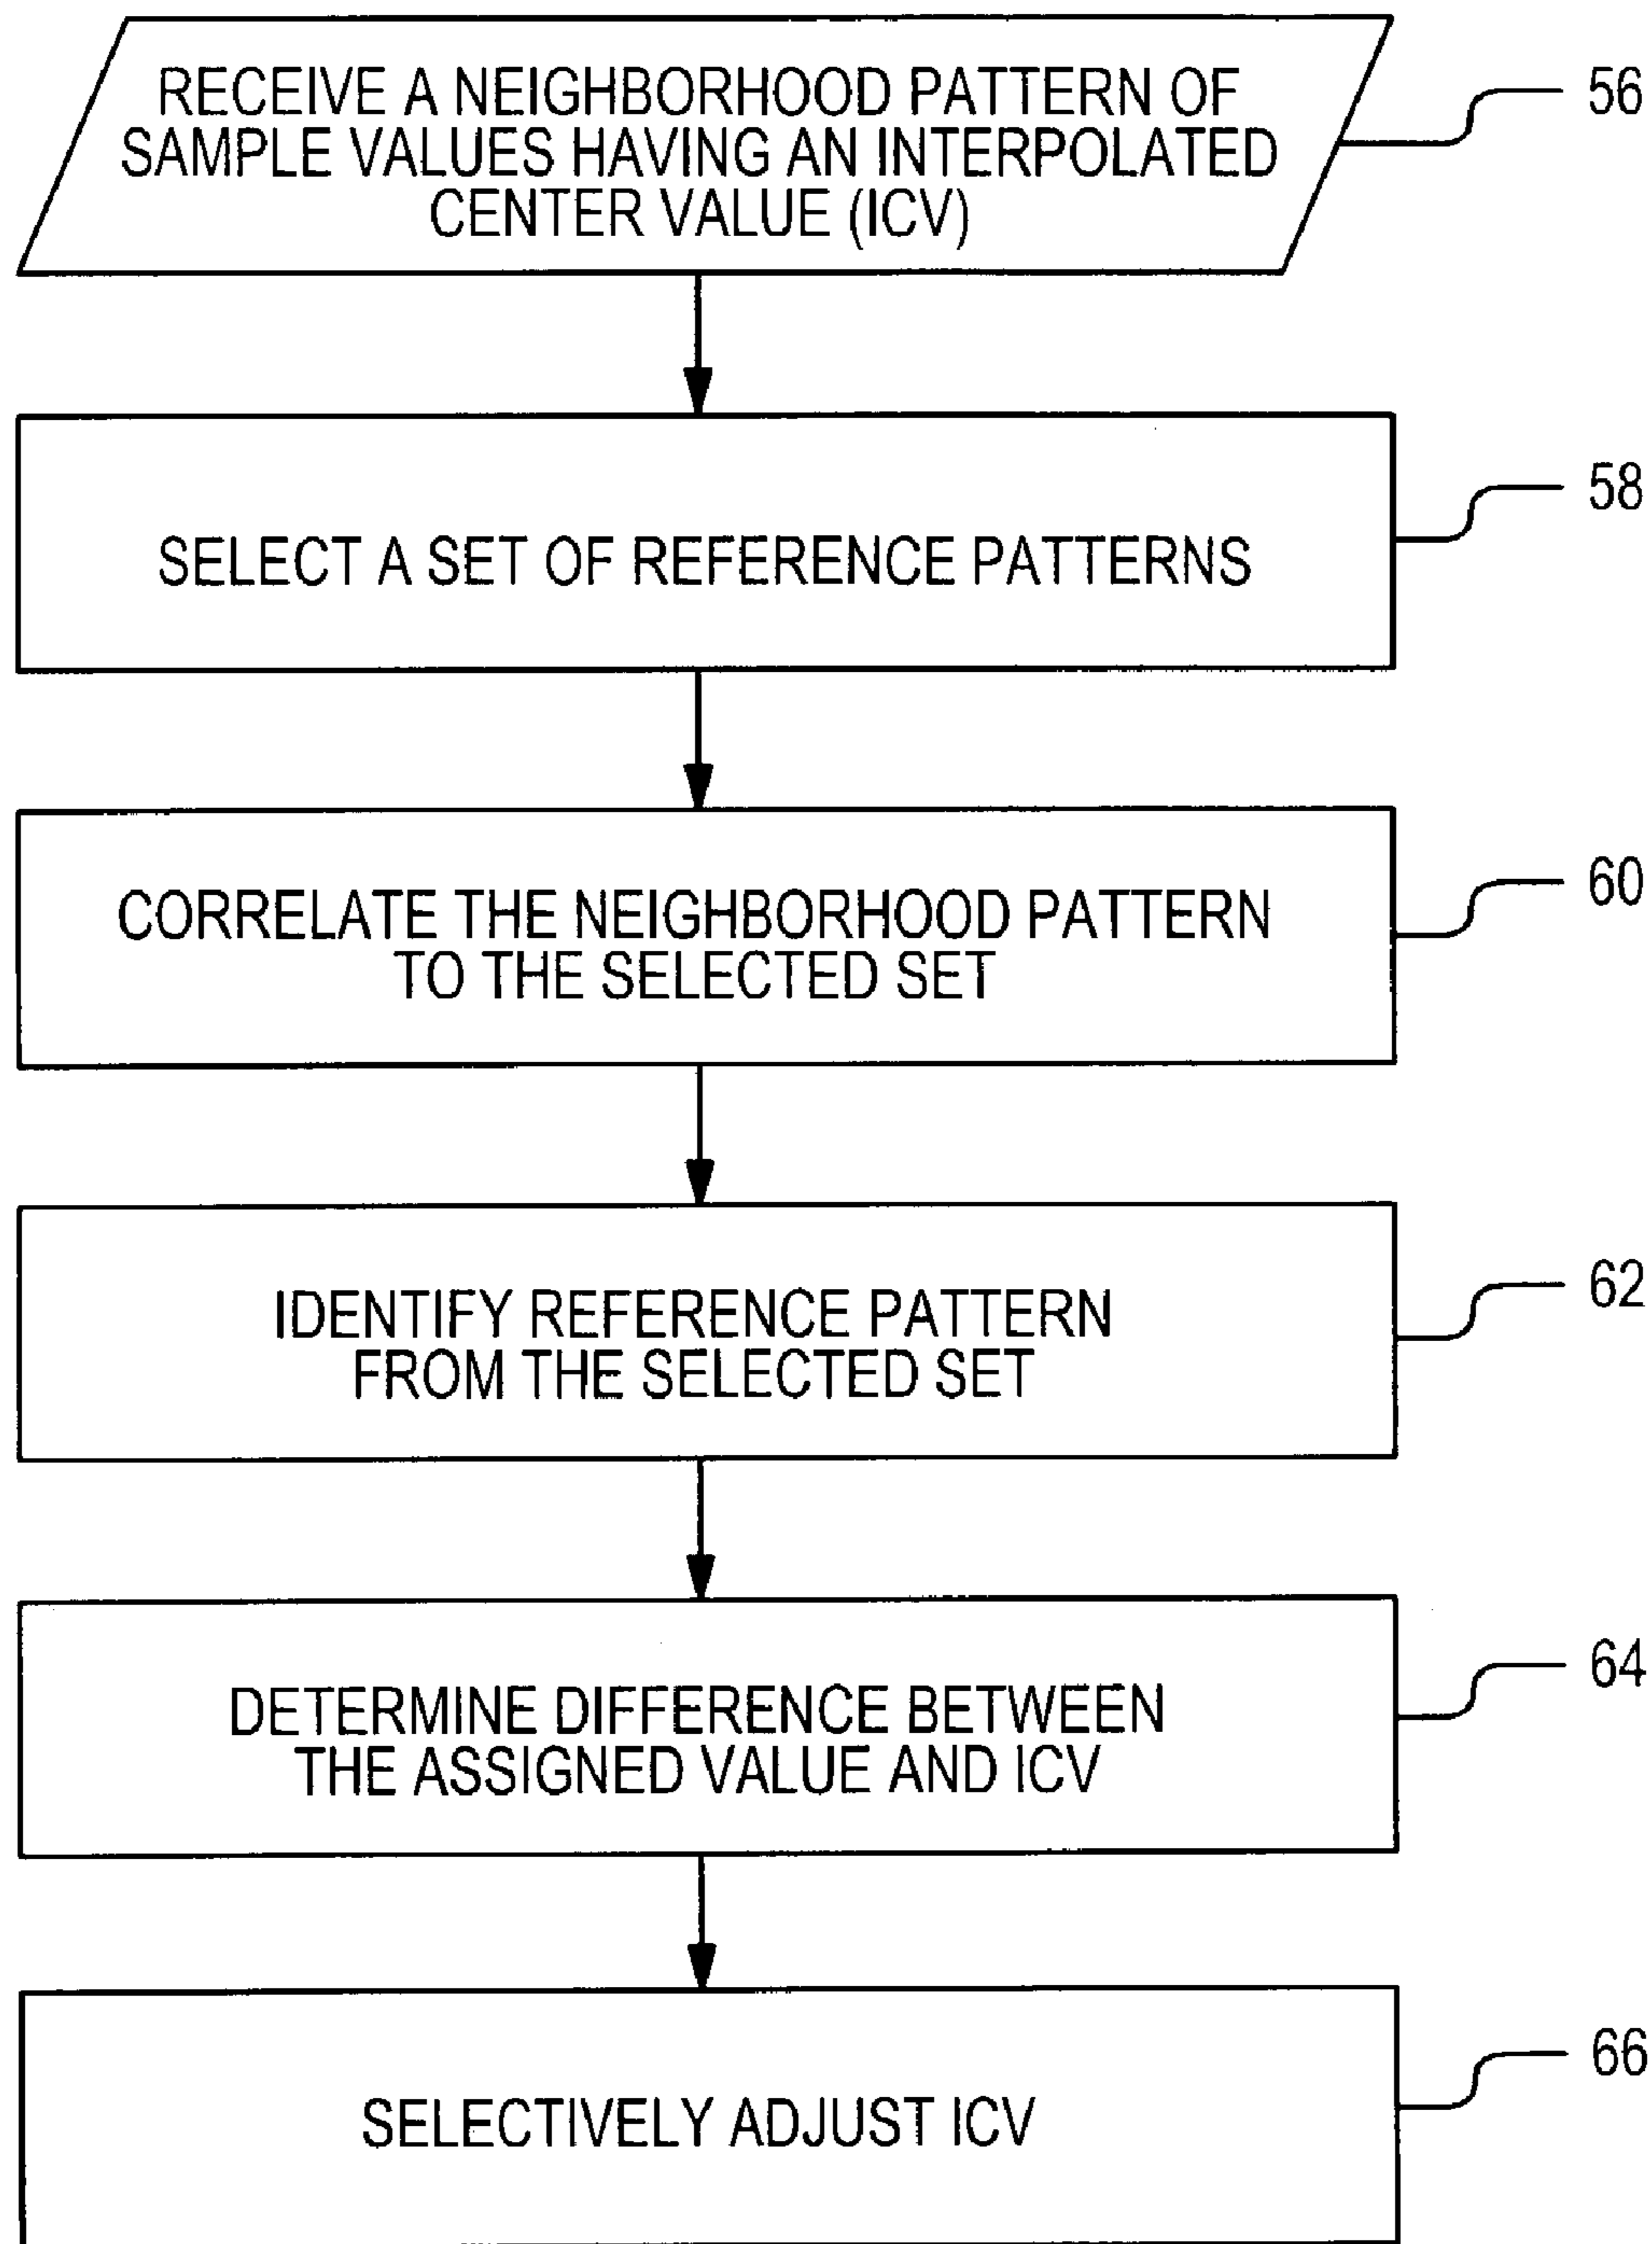 RECEIVE A NEIGHBORHOOD PATTERN OF
SAMPLE VALUES HAVING AN INTERPOLATED
CENTER VALUE (ICV)
56
SELECT A SET OF REFERENCE PATTERNS
58
CORRELATE THE NEIGHBORHOOD PATTERN
TO THE SELECTED SET
60
IDENTIFY REFERENCE PATTERN
FROM THE SELECTED SET
62
DETERMINE DIFFERENCE BETWEEN
THE ASSIGNED VALUE AND ICV
64
SELECTIVELY ADJUST ICV
66